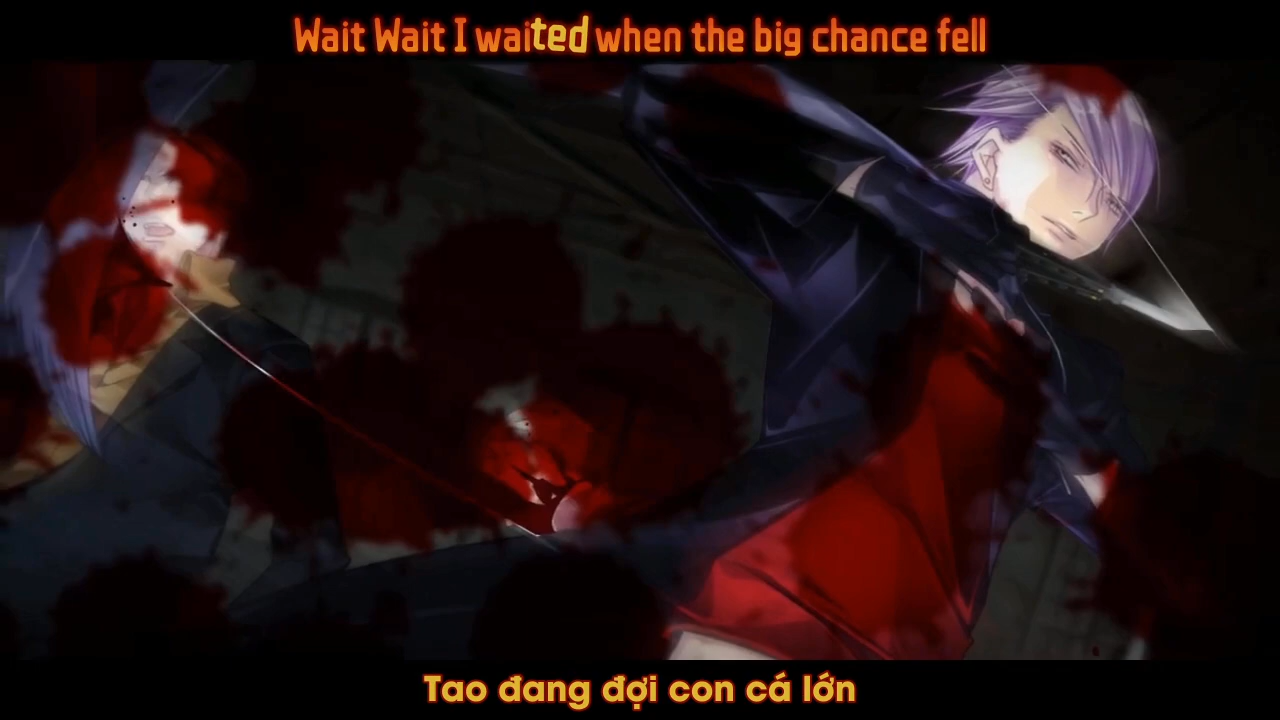 Wait Wait I waited when the big chance fell
Tao đang đợi con cá lớn